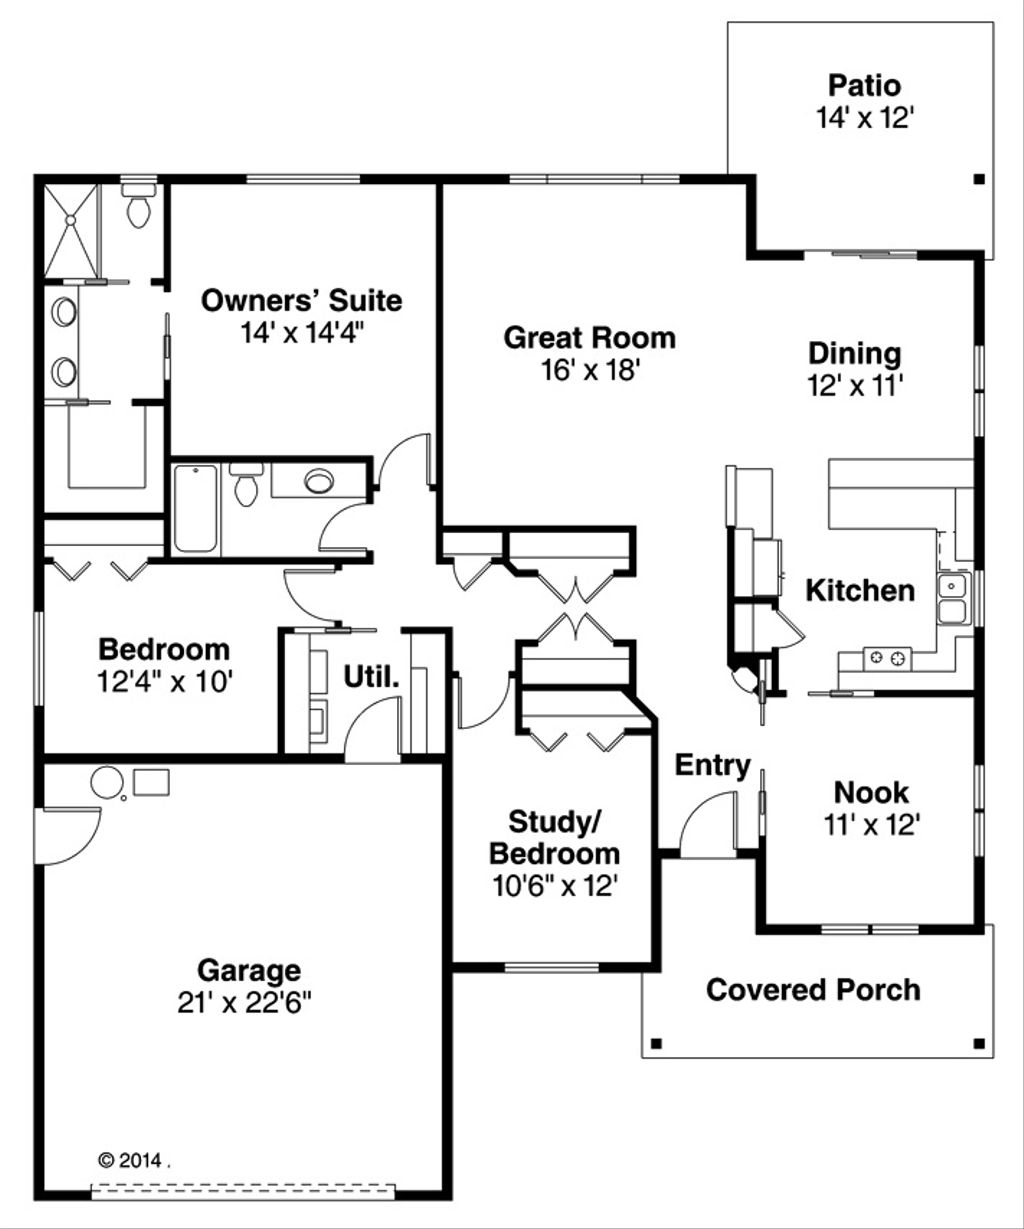 Patio
14' x 12'
Owners' Suite
14' x 14'4"
Great Room
16' x 18'
Dining
12' x 11'
Kitchen
Bedroom
12'4" x 10'
Util.
Entry
Nook
11' x 12'
Study/
Bedroom
10'6" x 12'
Garage
21' x 22'6"
Covered Porch
© 2014 .